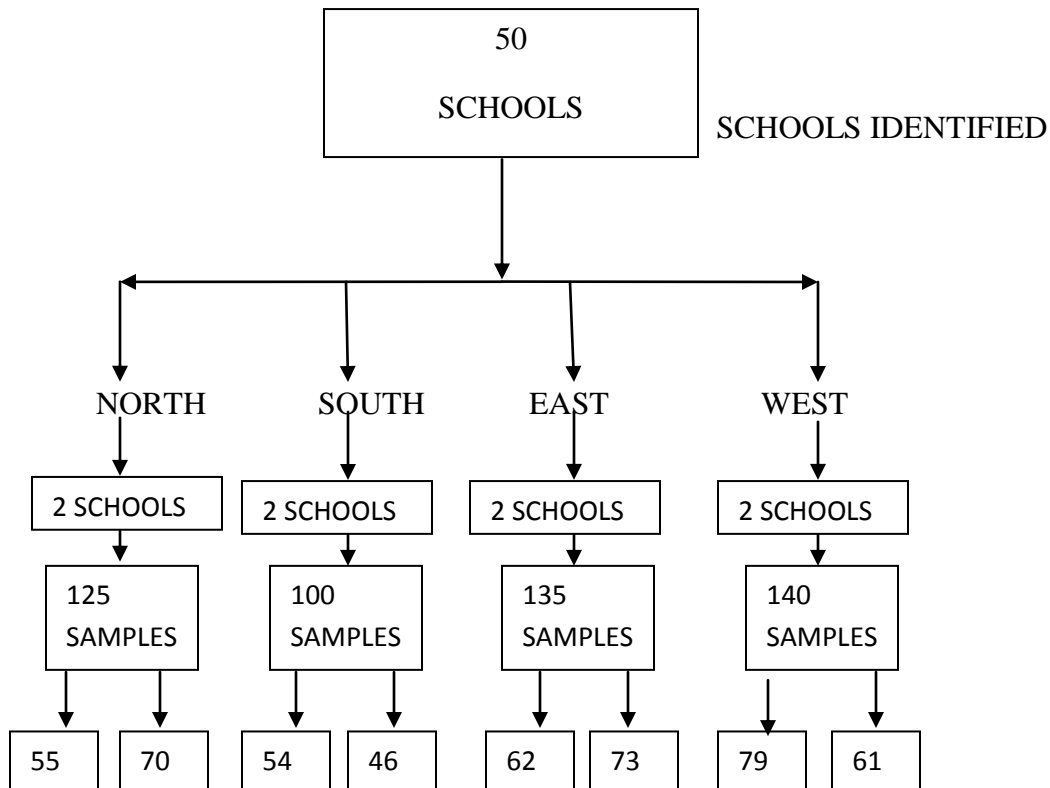 50
SCHOOLS
SCHOOLS IDENTIFIED
NORTH SOUTH EAST WEST
2 SCHOOLS 2 SCHOOLS 2 SCHOOLS 2 SCHOOLS
125 100 135 140
SAMPLES SAMPLES SAMPLES SAMPLES
55 70 54 46 62 73 79 61